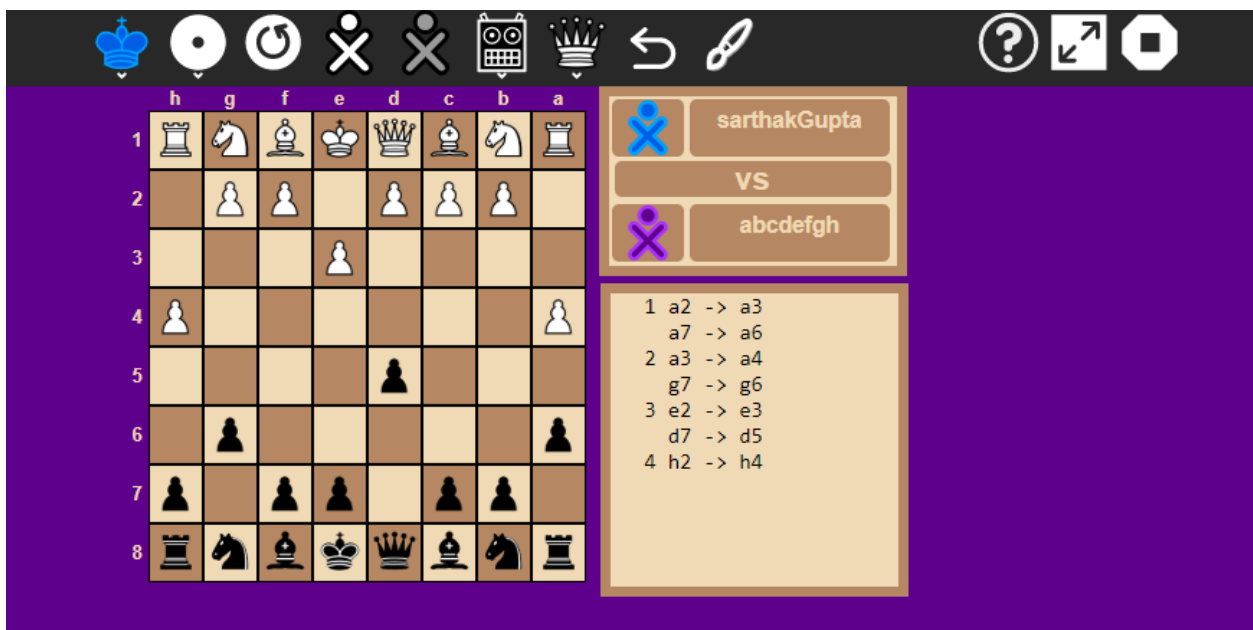 h g f e d c b a
1
2
3
4
5
6
7
8
sarthakGupta
VS
abcdefgh
1 a2 -> a3
a7 -> a6
2 a3 -> a4
g7 -> g6
3 e2 -> e3
d7 -> d5
4 h2 -> h4